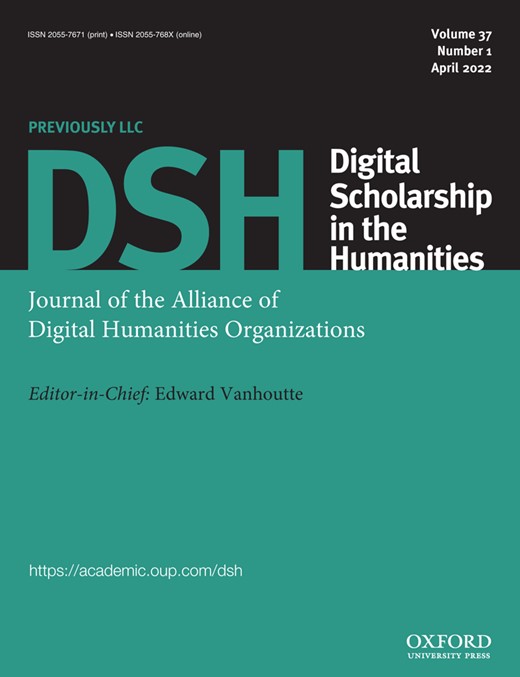 ISSN 2055-7671 (print) • ISSN 2055-768X (online)
Volume 37
Number 1
April 2022
PREVIOUSLY LLC
DSH
Digital
Scholarship
in the
Humanities
Journal of the Alliance of
Digital Humanities Organizations
Editor-in-Chief: Edward Vanhoutte
https://academic.oup.com/dsh
OXFORD
UNIVERSITY PRESS